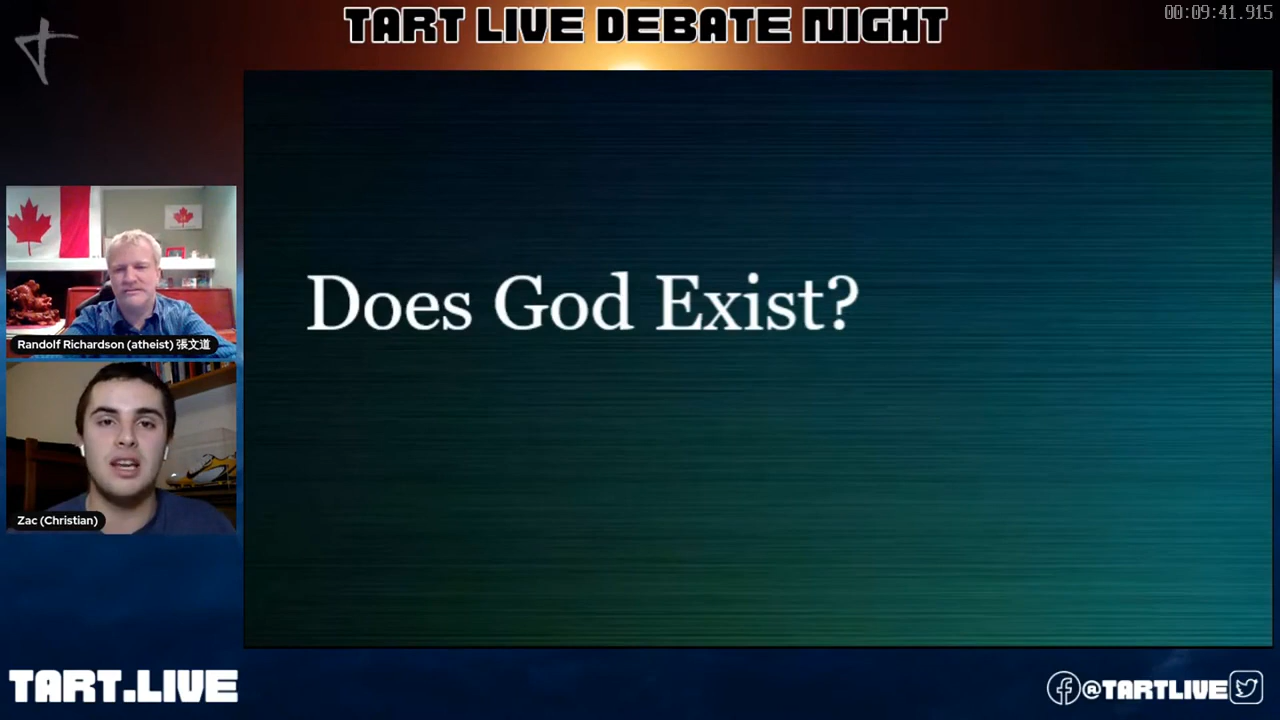 TART LIVE DEBATE NIGHT
00:09:41.915
Does God Exist?
Randolf Richardson (atheist) 張文道
Zac (Christian)
TART.LIVE
@TARTLIVE